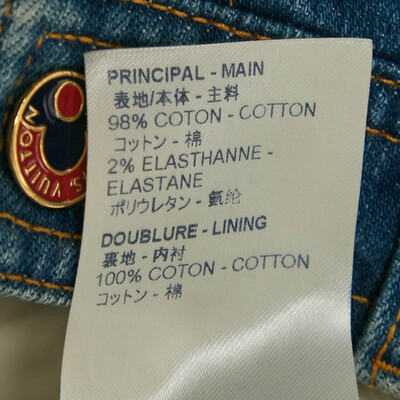 PRINCIPAL - MAIN
表地/本体 - 主料
98% COTON - COTTON
コットン - 棉
2% ELASTHANNE -
ELASTANE
ポリウレタン - 氨纶
DOUBLURE - LINING
裏地 - 内衬
100% COTON - COTTON
コットン - 棉
S VUITTON